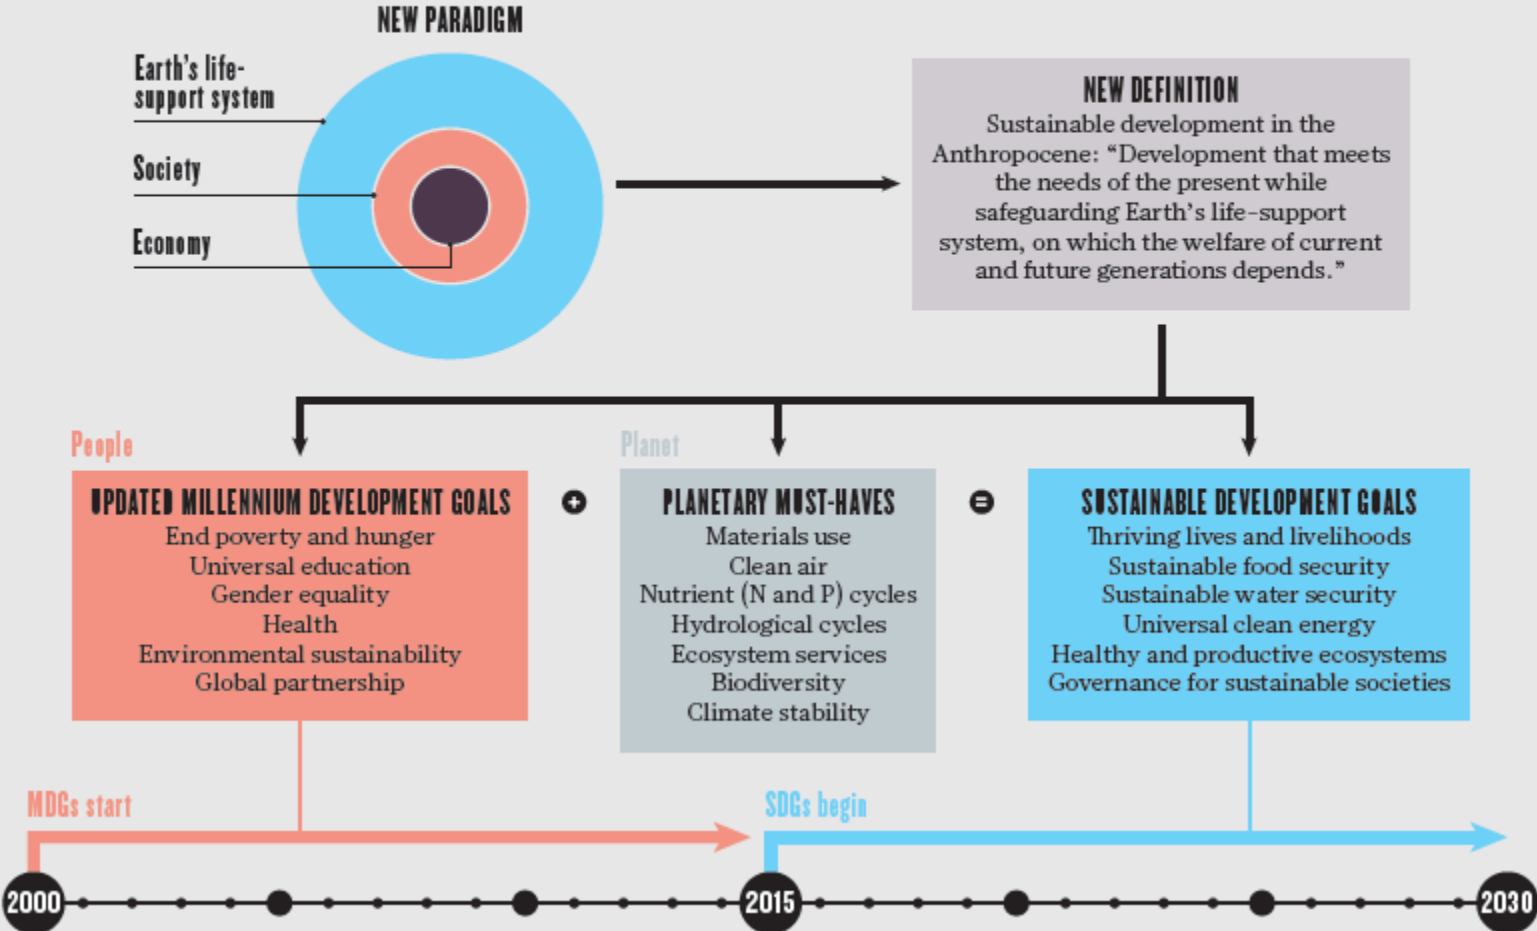 NEW PARADIGM
Earth's life-
support system
Society
Economy
NEW DEFINITION
Sustainable development in the
Anthropocene: “Development that meets
the needs of the present while
safeguarding Earth's life-support
system, on which the welfare of current
and future generations depends.”
People
UPDATED MILLENNIUM DEVELOPMENT GOALS
End poverty and hunger
Universal education
Gender equality
Health
Environmental sustainability
Global partnership
+
Planet
PLANETARY MUST-HAVES
Materials use
Clean air
Nutrient (N and P) cycles
Hydrological cycles
Ecosystem services
Biodiversity
Climate stability
=
SUSTAINABLE DEVELOPMENT GOALS
Thriving lives and livelihoods
Sustainable food security
Sustainable water security
Universal clean energy
Healthy and productive ecosystems
Governance for sustainable societies
MDGs start
SDGs begin
2000
2015
2030